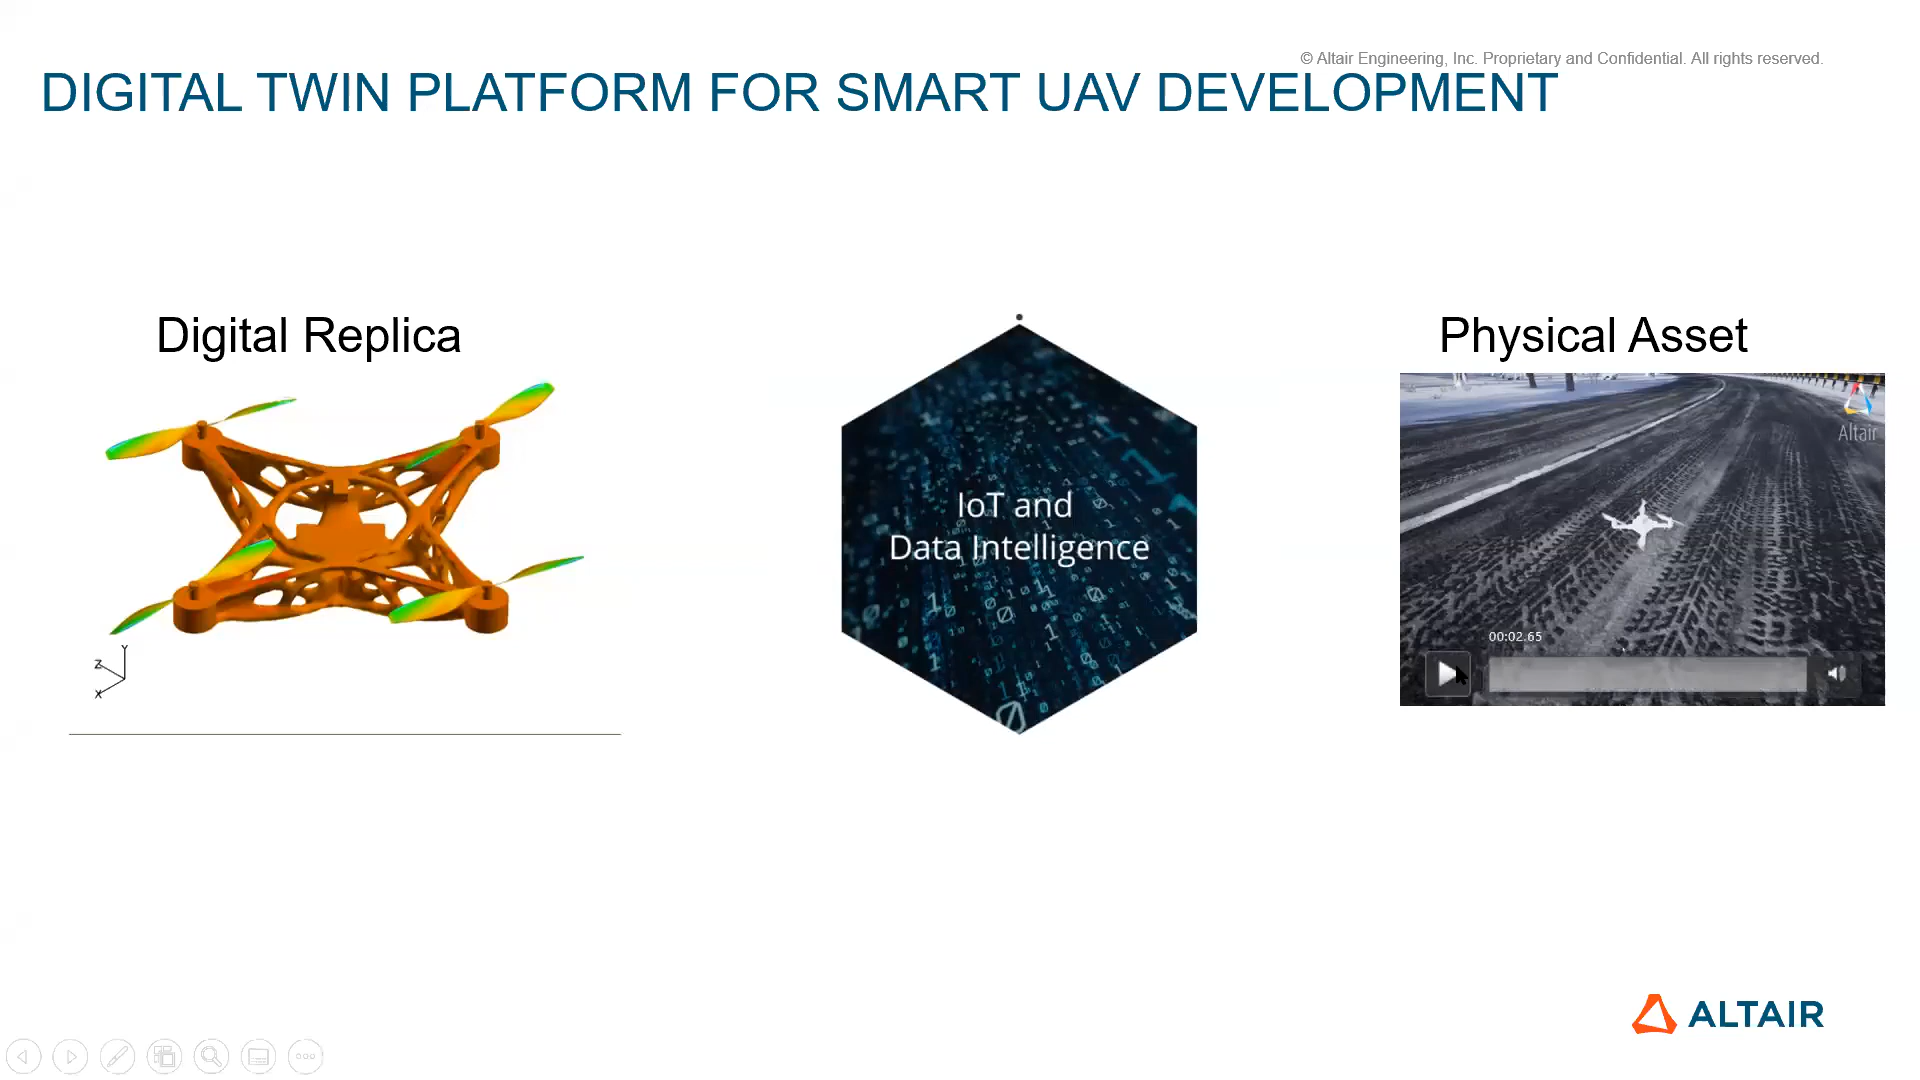 © Altair Engineering, Inc. Proprietary and Confidential. All rights reserved.
DIGITAL TWIN PLATFORM FOR SMART UAV DEVELOPMENT
Digital Replica
Physical Asset
Altair
IoT and
Data Intelligence
00:02.65
Y
Z
X
ALTAIR